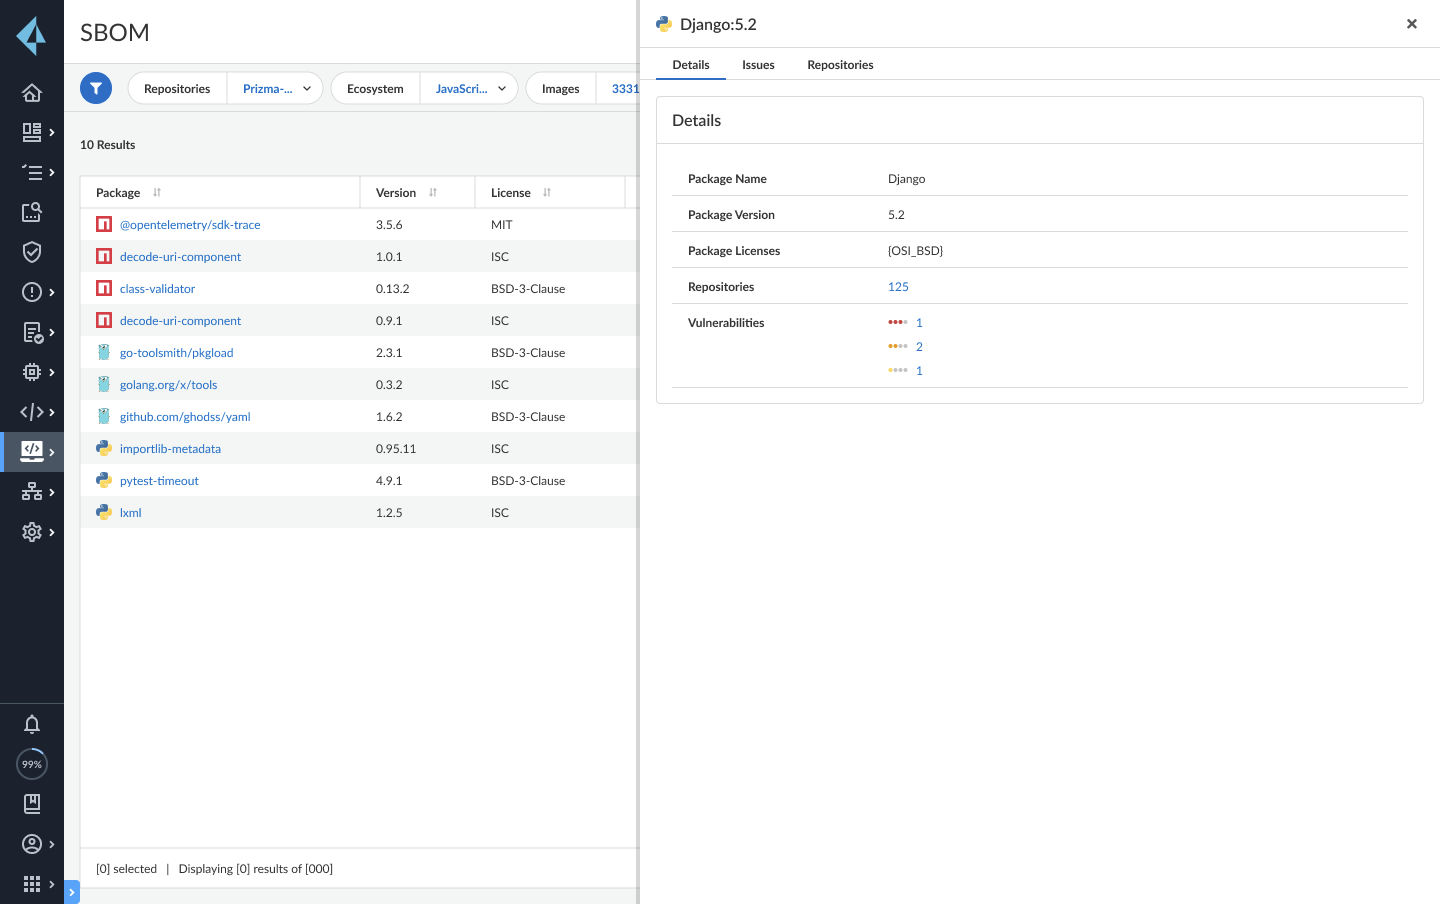 SBOM
Repositories Prizma-... Ecosystem JavaScri... Images 3331
10 Results
Package Version License
@opentelemetry/sdk-trace 3.5.6 MIT
decode-uri-component 1.0.1 ISC
class-validator 0.13.2 BSD-3-Clause
decode-uri-component 0.9.1 ISC
go-toolsmith/pkgload 2.3.1 BSD-3-Clause
golang.org/x/tools 0.3.2 ISC
github.com/ghodss/yaml 1.6.2 BSD-3-Clause
importlib-metadata 0.95.11 ISC
pytest-timeout 4.9.1 BSD-3-Clause
lxml 1.2.5 ISC
[0] selected | Displaying [0] results of [000]
99%
Django:5.2
Details Issues Repositories
Details
Package Name Django
Package Version 5.2
Package Licenses {OSI_BSD}
Repositories 125
Vulnerabilities 1
2
1